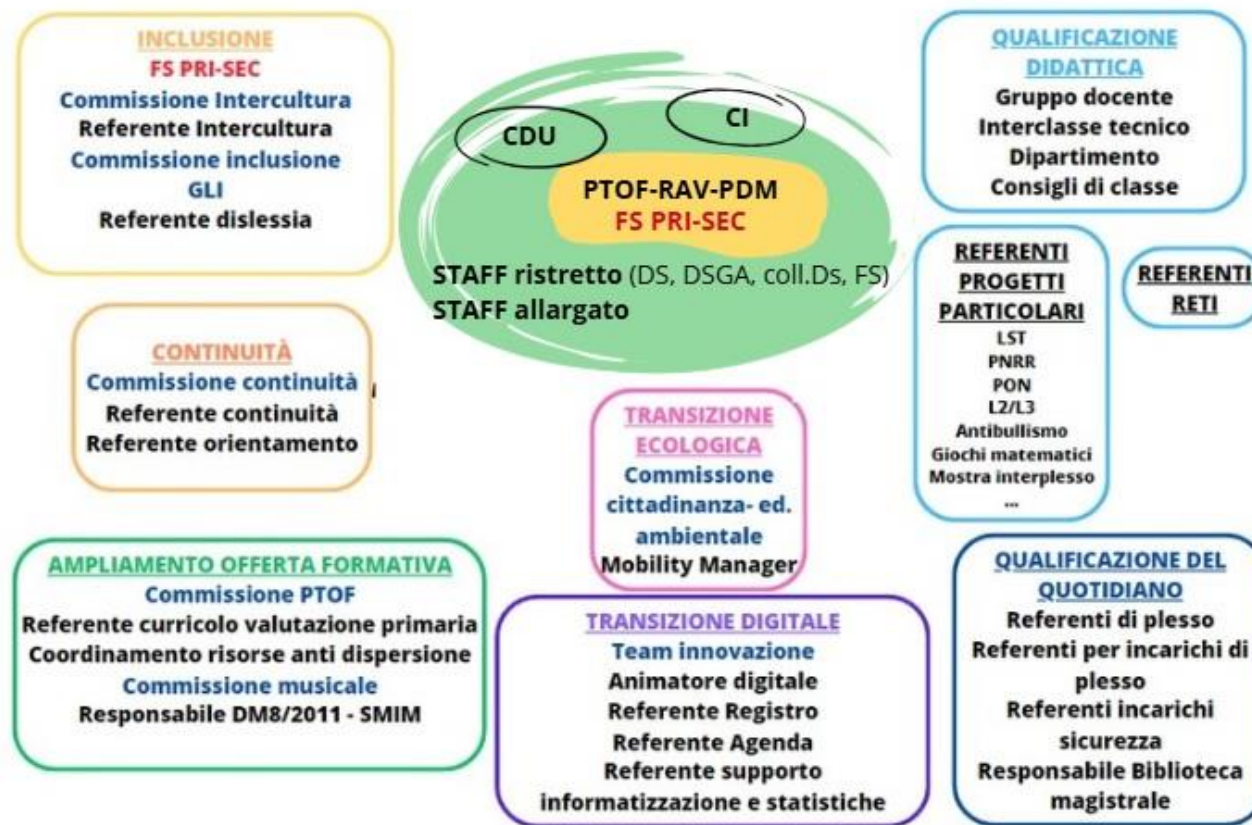 INCLUSIONE
FS PRI-SEC
Commissione Intercultura
Referente Intercultura
Commissione inclusione
GLI
Referente dislessia
CDU
CI
PTOF-RAV-PDM
FS PRI-SEC
STAFF ristretto (DS, DSGA, coll.Ds, FS)
STAFF allargato
QUALIFICAZIONE
DIDATTICA
Gruppo docente
Interclasse tecnico
Dipartimento
Consigli di classe
REFERENTI
PROGETTI
PARTICOLARI
LST
PNRR
PON
L2/L3
Antibullismo
Giochi matematici
Mostra interplesso
...
REFERENTI
RETI
CONTINUITÀ
Commissione continuità
Referente continuità
Referente orientamento
TRANSIZIONE
ECOLOGICA
Commissione
cittadinanza- ed.
ambientale
Mobility Manager
AMPLIAMENTO OFFERTA FORMATIVA
Commissione PTOF
Referente curricolo valutazione primaria
Coordinamento risorse anti dispersione
Commissione musicale
Responsabile DM8/2011 - SMIM
TRANSIZIONE DIGITALE
Team innovazione
Animatore digitale
Referente Registro
Referente Agenda
Referente supporto
informatizzazione e statistiche
QUALIFICAZIONE DEL
QUOTIDIANO
Referenti di plesso
Referenti per incarichi di
plesso
Referenti incarichi
sicurezza
Responsabile Biblioteca
magistrale